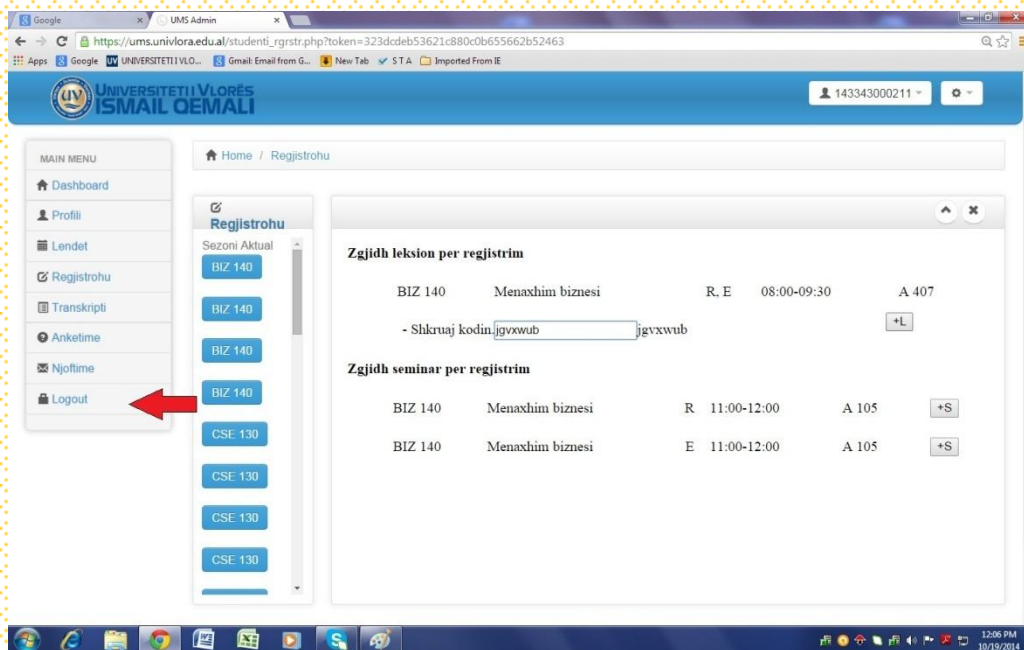 Google
UMS Admin
https://ums.univlora.edu.al/studenti_rgrstr.php?token=323dcdeb53621c880c0b655662b52463
Apps Google UV UNIVERSITETI I VLO... Gmail: Email from G... New Tab S T A Imported From IE
UV
UNIVERSITETI I VLORËS
ISMAIL QEMALI
143343000211
MAIN MENU
Dashboard
Profili
Lendet
Regjistrohu
Transkripti
Anketime
Njoftime
Logout
Home / Regjistrohu
Regjistrohu
Sezoni Aktual
BIZ 140
BIZ 140
BIZ 140
BIZ 140
CSE 130
CSE 130
CSE 130
CSE 130
Zgjidh leksion per regjistrim
BIZ 140 Menaxhim biznesi R, E 08:00-09:30 A 407
- Shkruaj kodin. jgvxwub jgvxwub +L
Zgjidh seminar per regjistrim
BIZ 140 Menaxhim biznesi R 11:00-12:00 A 105 +S
BIZ 140 Menaxhim biznesi E 11:00-12:00 A 105 +S
12:06 PM
10/19/2014